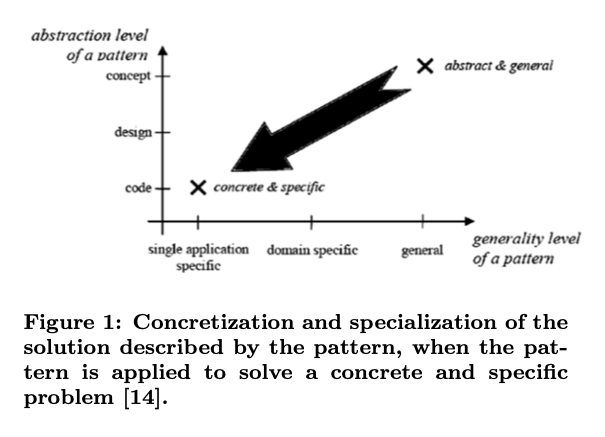 abstraction level
of a pattern
concept
abstract & general
design
code
concrete & specific
single application
specific
domain specific
general
generality level
of a pattern
Figure 1: Concretization and specialization of the
solution described by the pattern, when the pat-
tern is applied to solve a concrete and specific
problem [14].